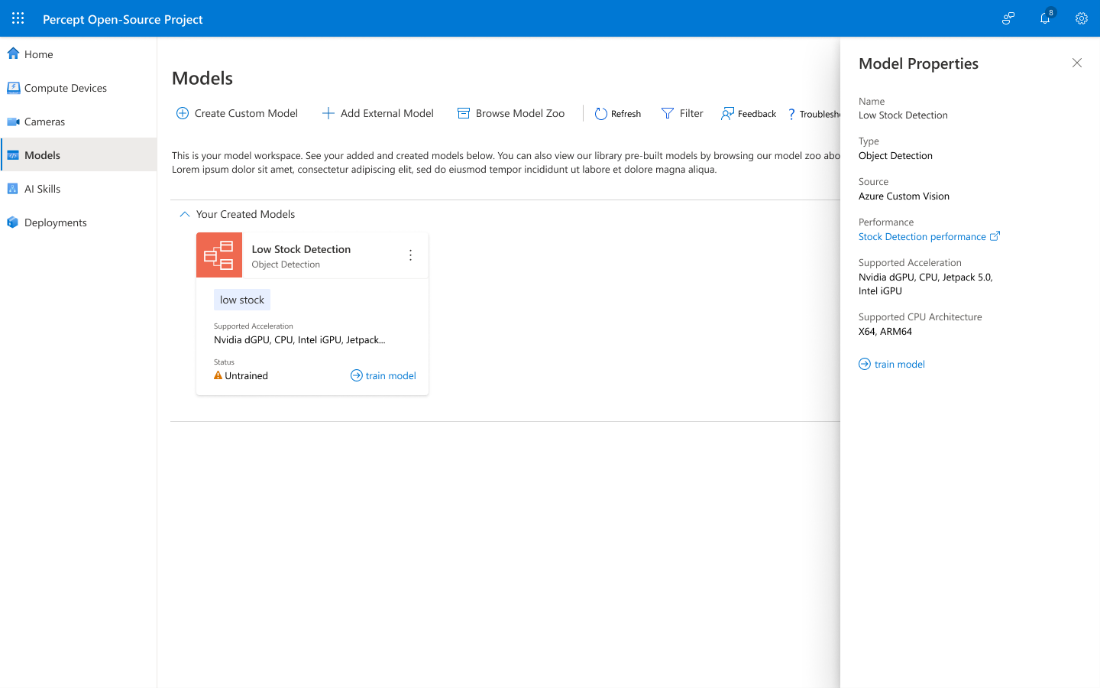 Percept Open-Source Project
8
Home
Compute Devices
Cameras
Models
AI Skills
Deployments
Models
Create Custom Model
Add External Model
Browse Model Zoo
Refresh
Filter
Feedback
? Troublesh
This is your model workspace. See your added and created models below. You can also view our library pre-built models by browsing our model zoo abo
Lorem ipsum dolor sit amet, consectetur adipiscing elit, sed do eiusmod tempor incididunt ut labore et dolore magna aliqua.
Your Created Models
Low Stock Detection
Object Detection
low stock
Supported Acceleration
Nvidia dGPU, CPU, Intel iGPU, Jetpack...
Status
Untrained
train model
Model Properties
Name
Low Stock Detection
Type
Object Detection
Source
Azure Custom Vision
Performance
Stock Detection performance
Supported Acceleration
Nvidia dGPU, CPU, Jetpack 5.0,
Intel iGPU
Supported CPU Architecture
X64, ARM64
train model